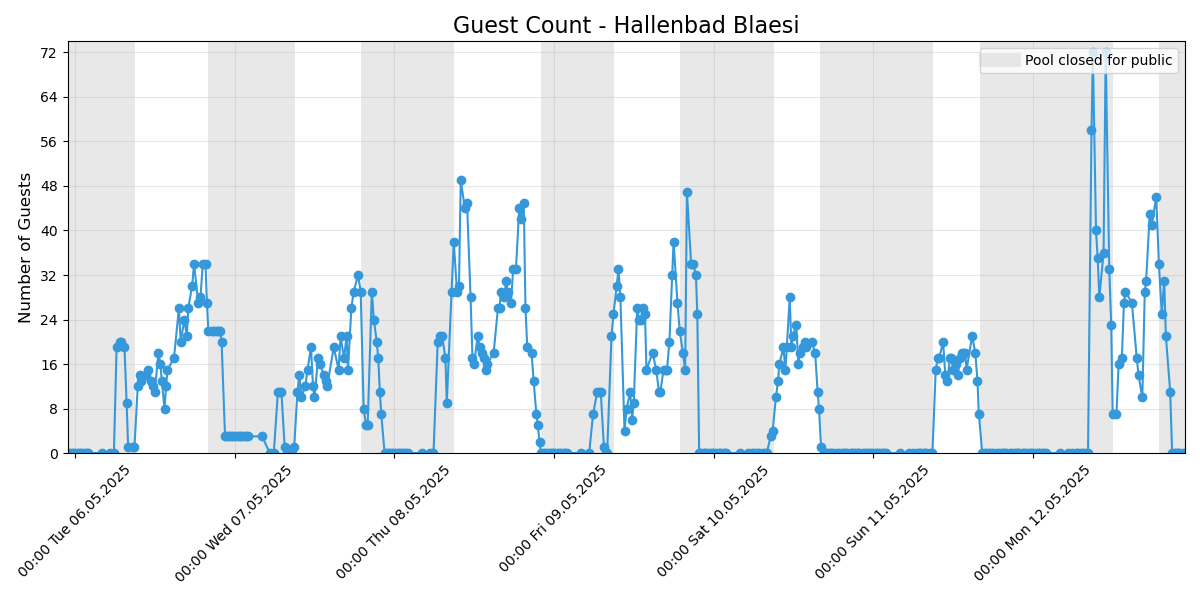 Guest Count - Hallenbad Blaesi
Pool closed for public
Number of Guests
72
64
56
48
40
32
24
16
8
0
00:00 Tue 06.05.2025
00:00 Wed 07.05.2025
00:00 Thu 08.05.2025
00:00 Fri 09.05.2025
00:00 Sat 10.05.2025
00:00 Sun 11.05.2025
00:00 Mon 12.05.2025